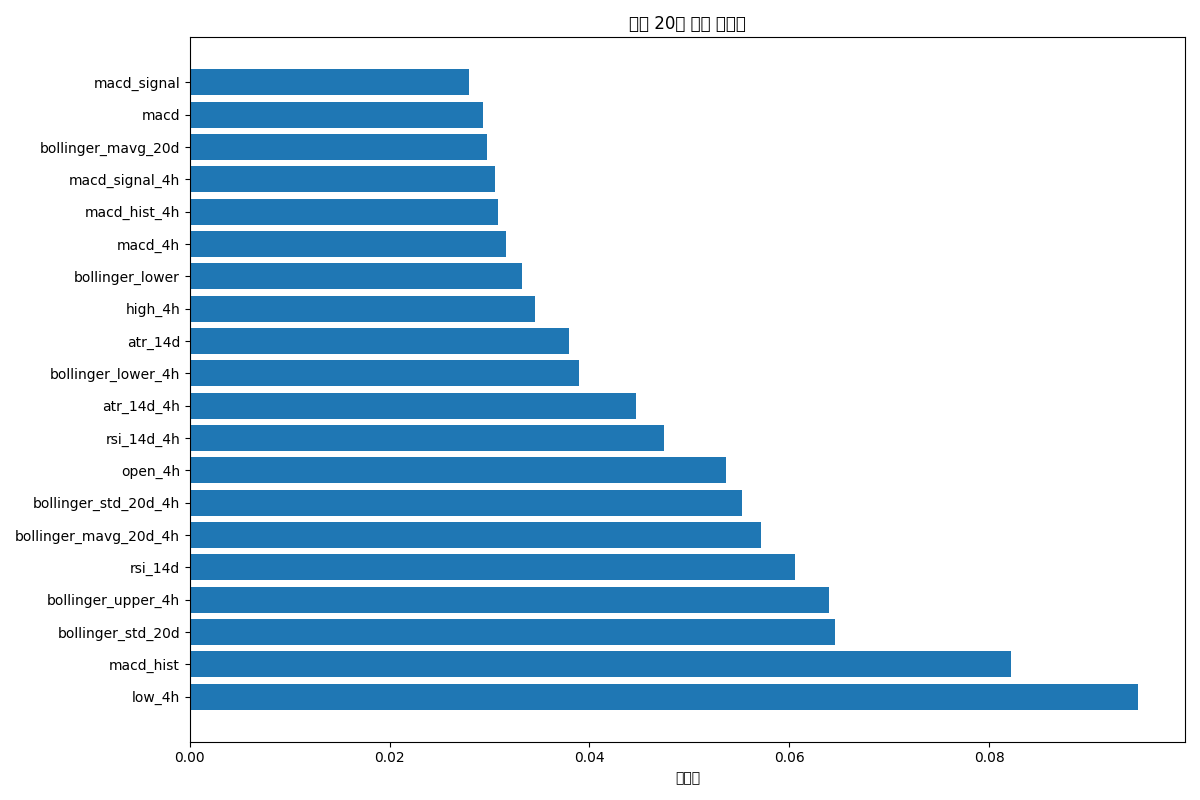 20
macd_signal
macd
bollinger_mavg_20d
macd_signal_4h
macd_hist_4h
macd_4h
bollinger_lower
high_4h
atr_14d
bollinger_lower_4h
atr_14d_4h
rsi_14d_4h
open_4h
bollinger_std_20d_4h
bollinger_mavg_20d_4h
rsi_14d
bollinger_upper_4h
bollinger_std_20d
macd_hist
low_4h
0.00 0.02 0.04 0.06 0.08